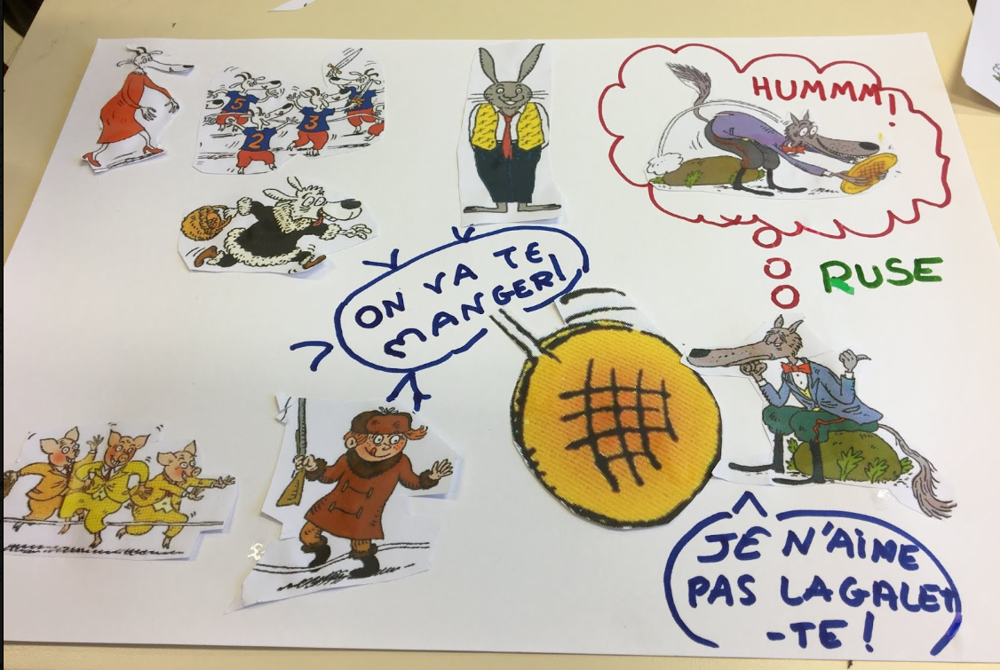 5
3
2
HUMMM!
RUSE
ON VA TE
MANGER!
JE N'AIME
PAS LA GALET
-TE!